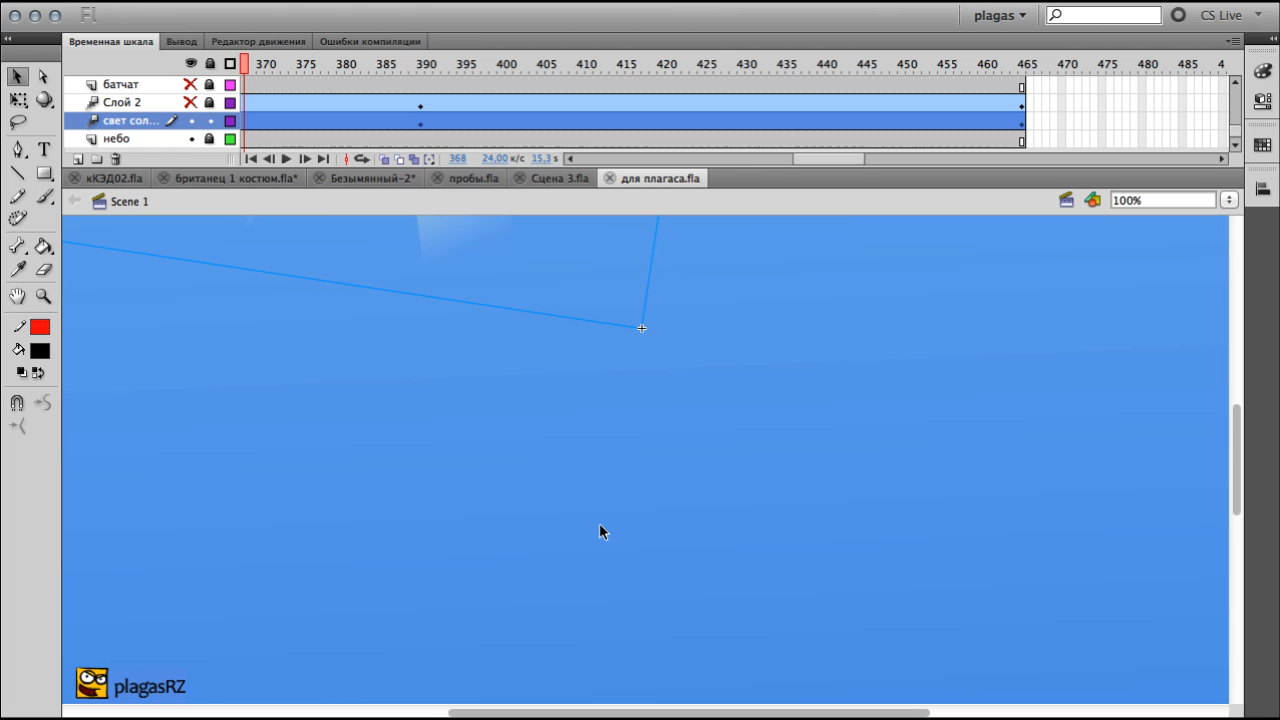 Fl plagas CS Live
Временная шкала Вывод Редактор движения Ошибки компиляции
370 375 380 385 390 395 400 405 410 415 420 425 430 435 440 445 450 455 460 465 470 475 480 485 4
батчат
Слой 2
свет сол...
небо
368 24,00 к/с 15,3 s
кКЭД02.fla британец 1 костюм.fla* Безымянный-2* пробы.fla Сцена 3.fla для плагаса.fla
Scene 1 100%
T
plagasRZ